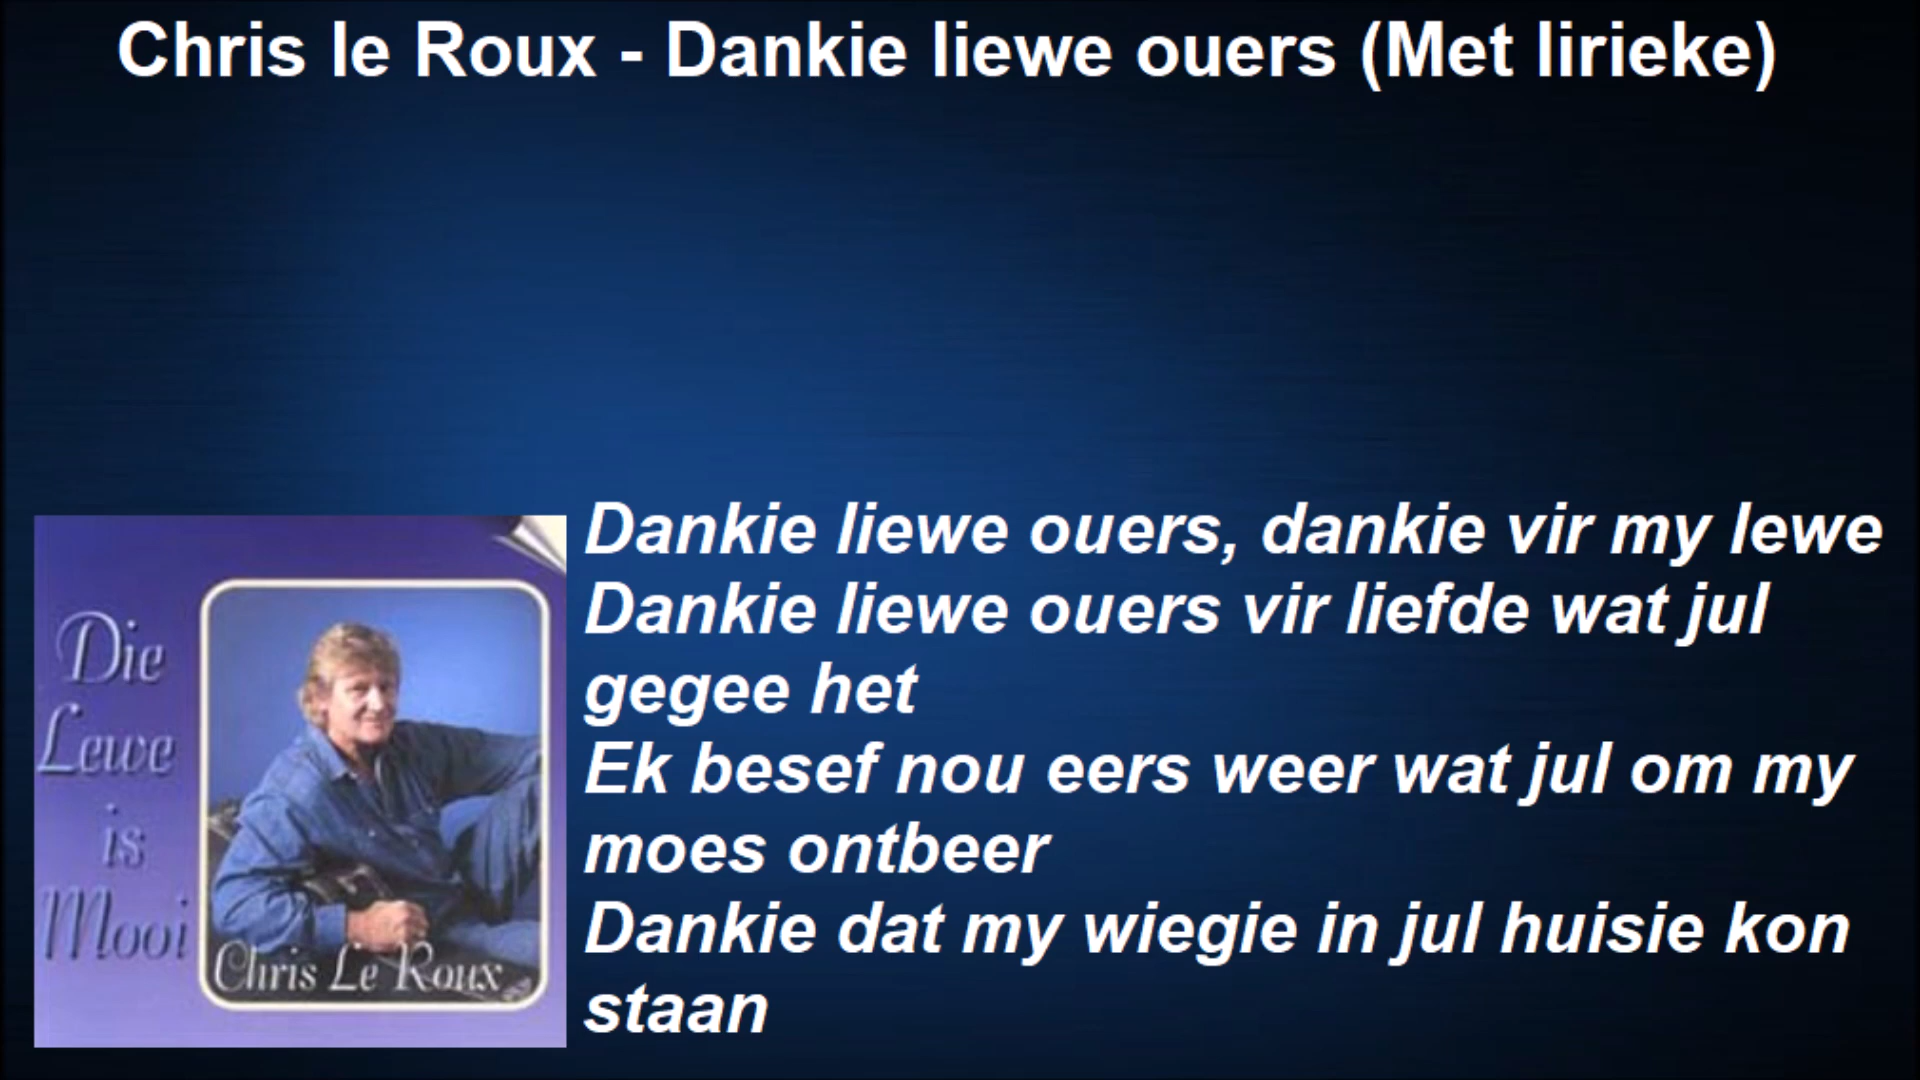 Chris le Roux - Dankie liewe ouers (Met lirieke)
Dankie liewe ouers, dankie vir my lewe
Dankie liewe ouers vir liefde wat jul
gegee het
Ek besef nou eers weer wat jul om my
moes ontbeer
Dankie dat my wiegie in jul huisie kon
staan
Die
Lewe
is
Mooi
Chris Le Roux